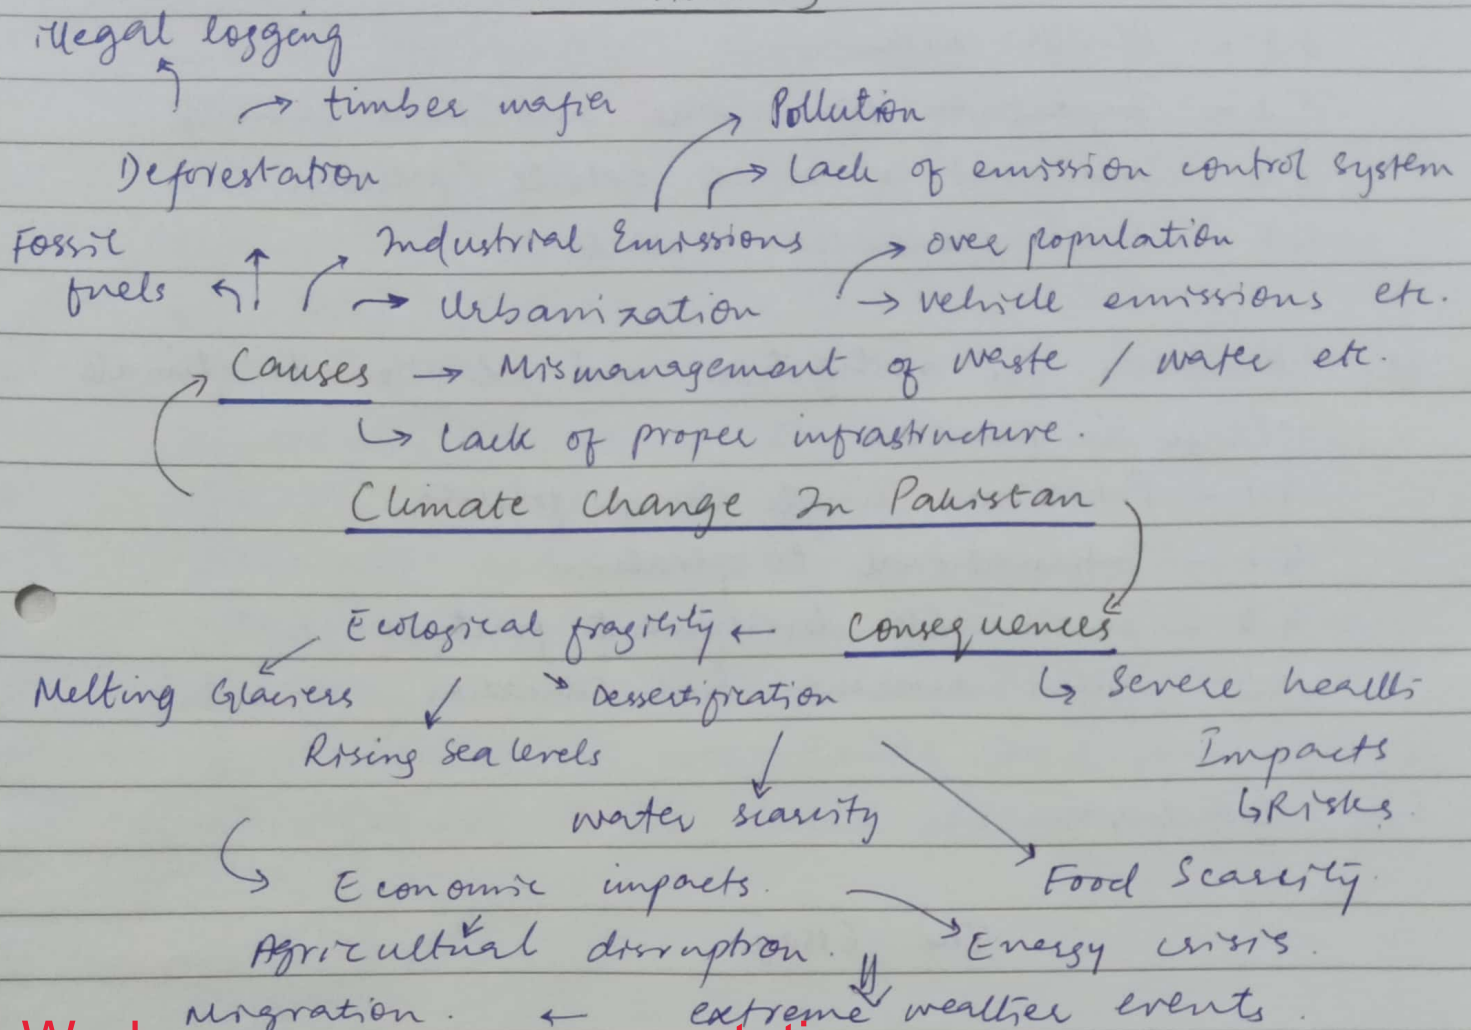 illegal logging
timber mafia
Pollution
Deforestation
Lack of emission control system
Fossil fuels
Industrial Emissions
over population
Urbanization
vehicle emissions etc.
Causes → Mismanagement of waste / water etc.
Lack of proper infrastructure.
Climate Change In Pakistan
Ecological fragility ← Consequences
Melting Glaciers
Dessertification
Severe health
Rising sea levels
Impacts
water scarcity
Risks.
Economic impacts.
Food Scarcity.
Agricultural disruption.
Energy crisis.
Migration. ← extreme weather events.